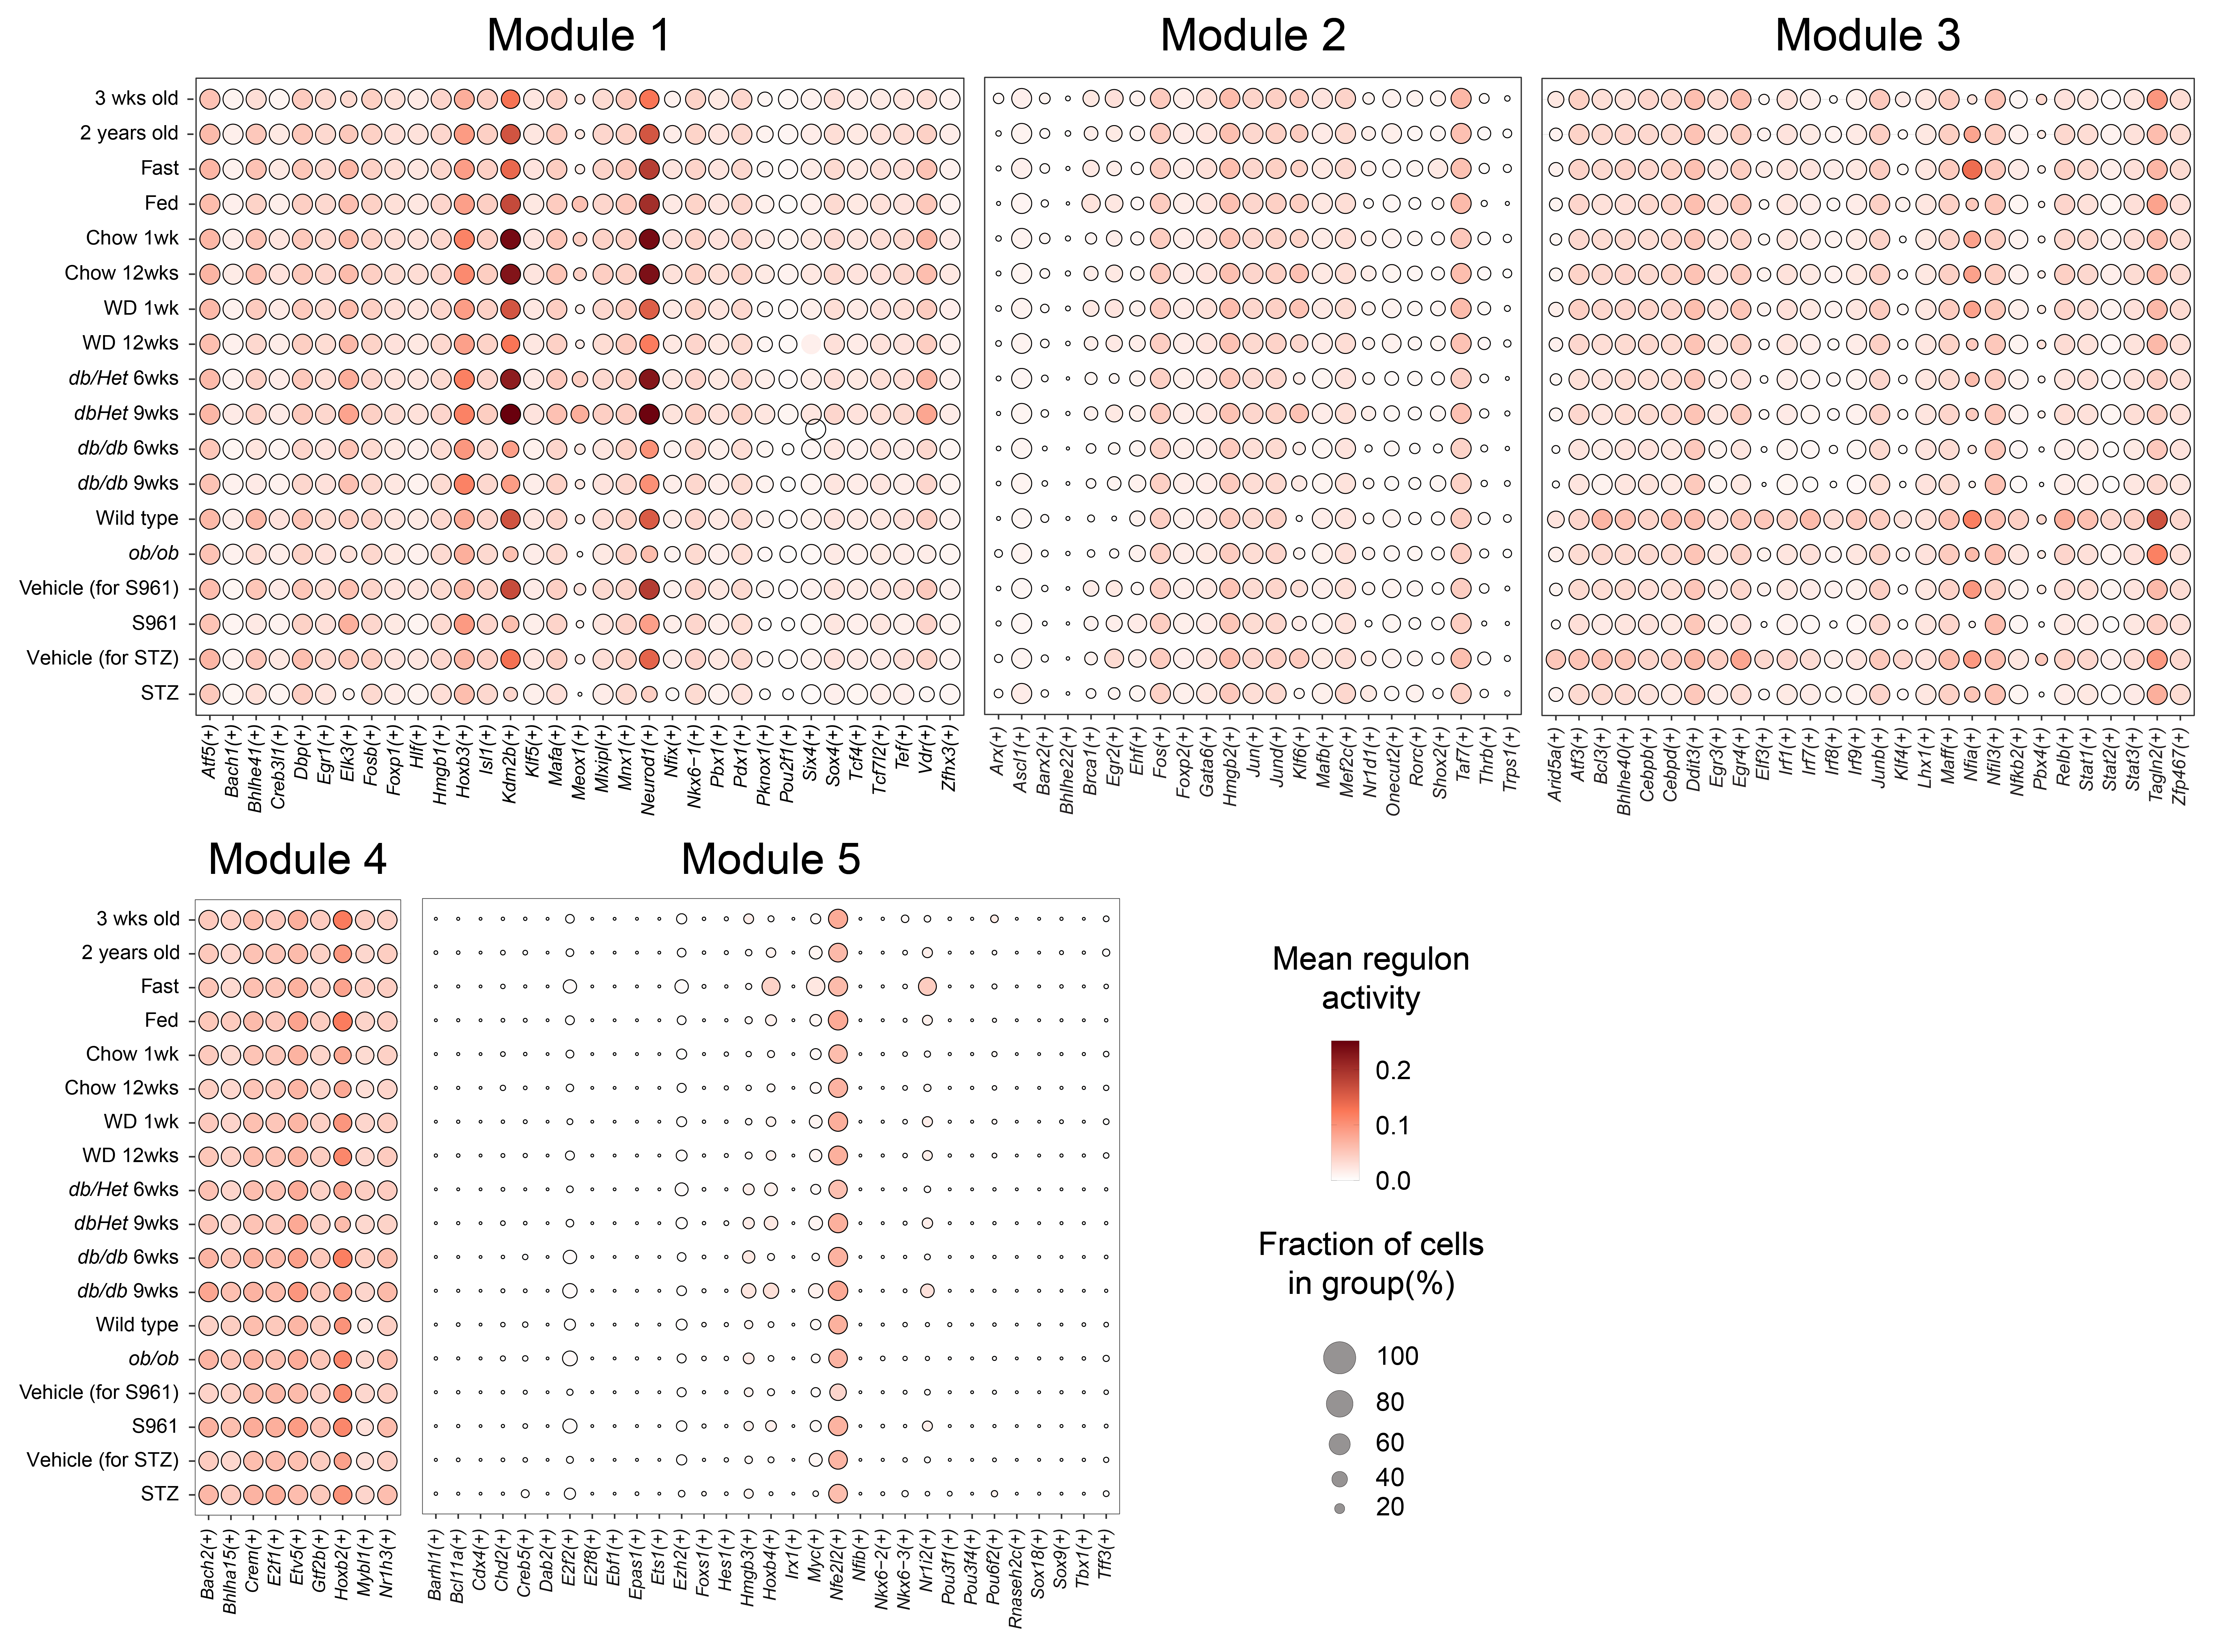 Module 1
Module 2
Module 3
3 wks old
2 years old
Fast
Fed
Chow 1wk
Chow 12wks
WD 1wk
WD 12wks
db/Het 6wks
dbHet 9wks
db/db 6wks
db/db 9wks
Wild type
ob/ob
Vehicle (for S961)
S961
Vehicle (for STZ)
STZ
Atf5(+)
Bach1(+)
Bhlhe41(+)
Creb3l1(+)
Dbp(+)
Egr1(+)
Elk3(+)
Fosb(+)
Foxp1(+)
Hlf(+)
Hmgb1(+)
Hoxb3(+)
Isl1(+)
Kdm2b(+)
Klf5(+)
Mafa(+)
Meox1(+)
Mlxipl(+)
Mnx1(+)
Neurod1(+)
Nfix(+)
Nkx6-1(+)
Pbx1(+)
Pdx1(+)
Pknox1(+)
Pou2f1(+)
Six4(+)
Sox4(+)
Tcf4(+)
Tcf7l2(+)
Tef(+)
Vdr(+)
Zfhx3(+)
Arx(+)
Ascl1(+)
Barx2(+)
Bhlhe22(+)
Brca1(+)
Egr2(+)
Ehf(+)
Fos(+)
Foxp2(+)
Gata6(+)
Hmgb2(+)
Jun(+)
Jund(+)
Klf6(+)
Mafb(+)
Mef2c(+)
Nr1d1(+)
Onecut2(+)
Rorc(+)
Shox2(+)
Taf7(+)
Thrb(+)
Trps1(+)
Arid5a(+)
Atf3(+)
Bcl3(+)
Bhlhe40(+)
Cebpb(+)
Cebpd(+)
Ddit3(+)
Egr3(+)
Egr4(+)
Elf3(+)
Irf1(+)
Irf7(+)
Irf8(+)
Irf9(+)
Junb(+)
Klf4(+)
Lhx1(+)
Maff(+)
Nfia(+)
Nfil3(+)
Nfkb2(+)
Pbx4(+)
Relb(+)
Stat1(+)
Stat2(+)
Stat3(+)
Tagln2(+)
Zfp467(+)
Module 4
Module 5
3 wks old
2 years old
Fast
Fed
Chow 1wk
Chow 12wks
WD 1wk
WD 12wks
db/Het 6wks
dbHet 9wks
db/db 6wks
db/db 9wks
Wild type
ob/ob
Vehicle (for S961)
S961
Vehicle (for STZ)
STZ
Bach2(+)
Bhlha15(+)
Crem(+)
E2f1(+)
Etv5(+)
Gtf2b(+)
Hoxb2(+)
Mybl1(+)
Nr1h3(+)
Barhl1(+)
Bcl11a(+)
Cdx4(+)
Chd2(+)
Creb5(+)
Dab2(+)
E2f2(+)
E2f8(+)
Ebf1(+)
Epas1(+)
Ets1(+)
Ezh2(+)
Foxs1(+)
Hes1(+)
Hmgb3(+)
Hoxb4(+)
Irx1(+)
Myc(+)
Nfe2l2(+)
Nfib(+)
Nkx6-2(+)
Nkx6-3(+)
Nr1i2(+)
Pou3f1(+)
Pou3f4(+)
Pou6f2(+)
Rnaseh2c(+)
Sox18(+)
Sox9(+)
Tbx1(+)
Tff3(+)
Mean regulon
activity
0.2
0.1
0.0
Fraction of cells
in group(%)
100
80
60
40
20